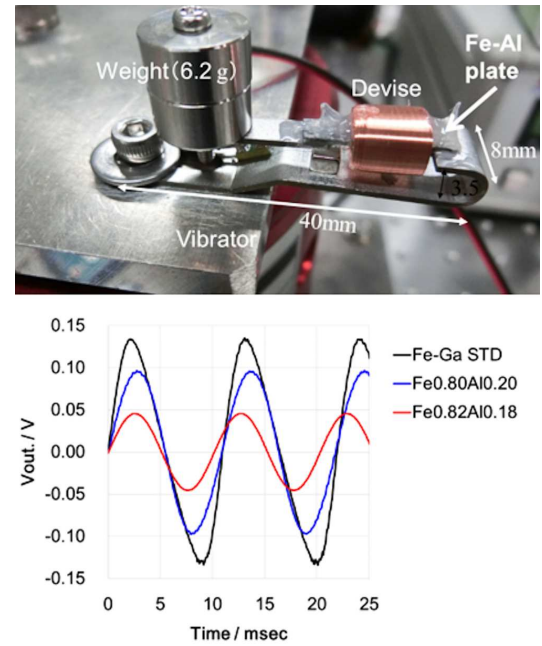 Weight(6.2g)
Devise
Fe-Al
plate
8mm
3.5
40mm
Vibrator
0.15
0.10
0.05
0.00
-0.05
-0.10
-0.15
Vout. / V
0 5 10 15 20 25
Time / msec
Fe-Ga STD
Fe0.80Al0.20
Fe0.82Al0.18